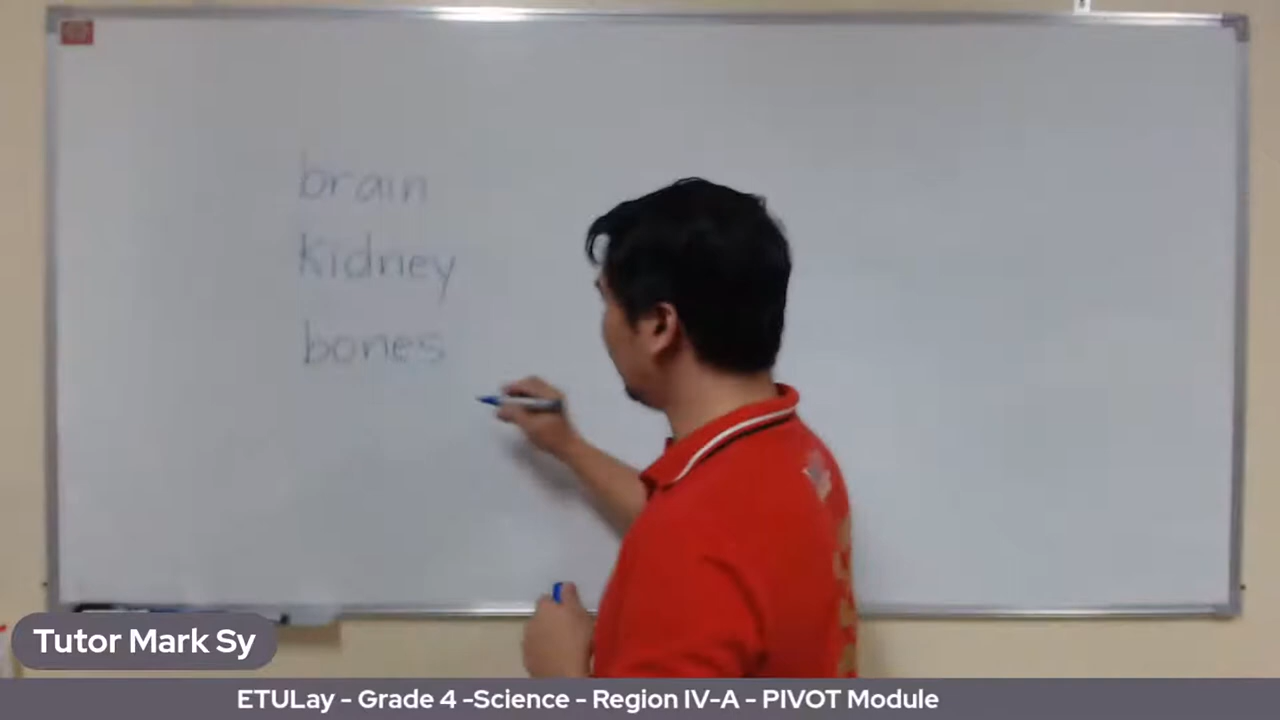 brain
kidney
bones
Tutor Mark Sy
ETULay - Grade 4 -Science - Region IV-A - PIVOT Module